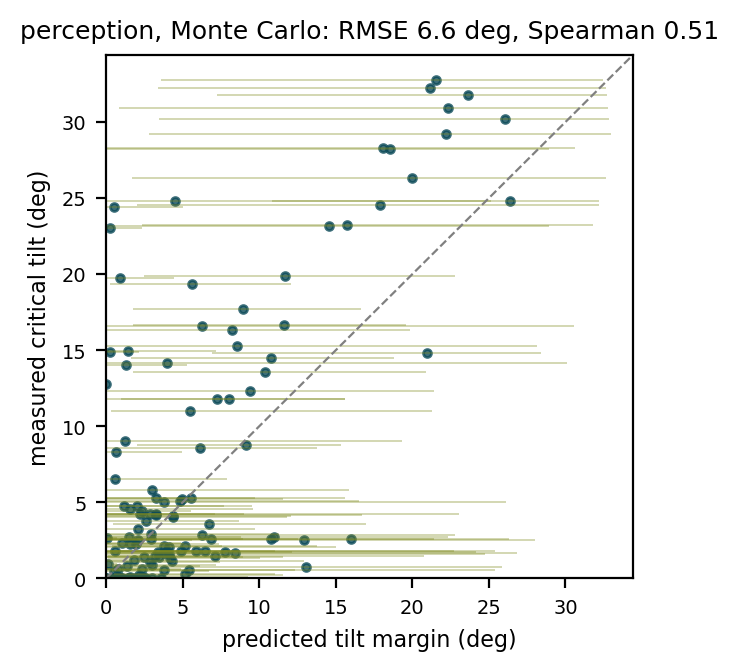 perception, Monte Carlo: RMSE 6.6 deg, Spearman 0.51
measured critical tilt (deg)
30
25
20
15
10
5
0
0 5 10 15 20 25 30
predicted tilt margin (deg)